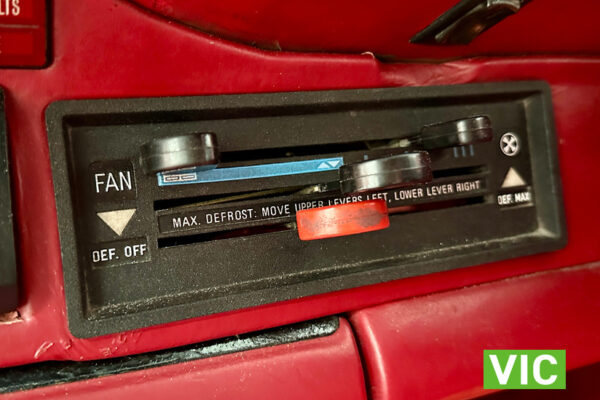 LTS
FAN
MAX. DEFROST: MOVE UPPER LEVERS LEFT, LOWER LEVER RIGHT
DEF. OFF
DEF. MAX
VIC